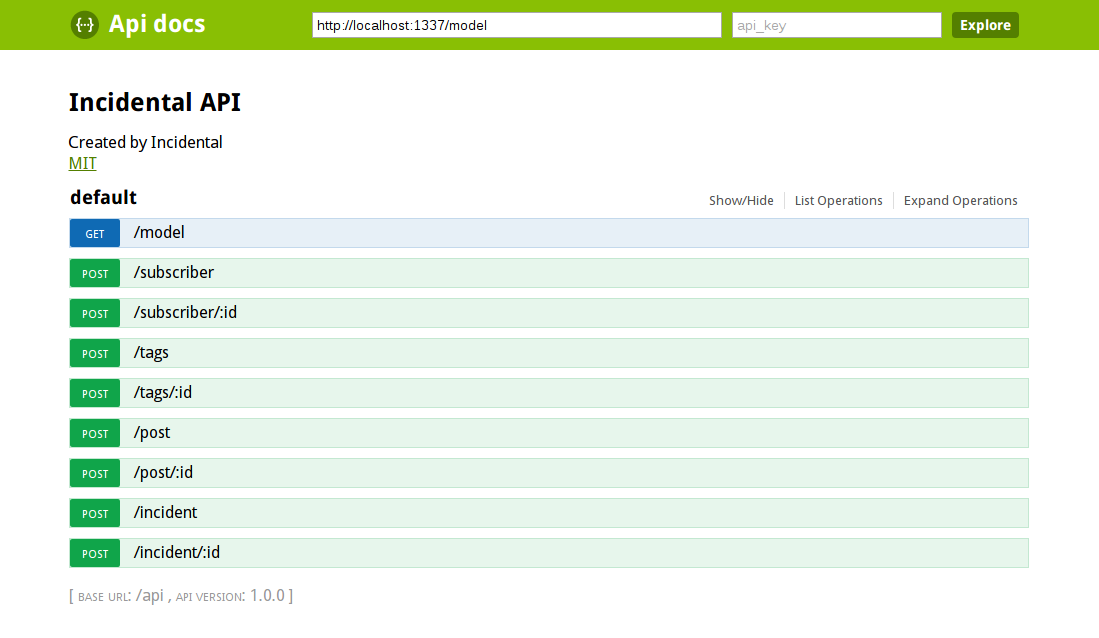 {··} Api docs http://localhost:1337/model api_key Explore
Incidental API
Created by Incidental
MIT
default Show/Hide List Operations Expand Operations
GET /model
POST /subscriber
POST /subscriber/:id
POST /tags
POST /tags/:id
POST /post
POST /post/:id
POST /incident
POST /incident/:id
[ BASE URL: /api , API VERSION: 1.0.0 ]